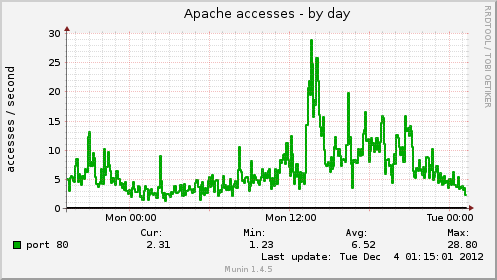 Apache accesses - by day
RRDTOOL / TOBI OETIKER
accesses / second
30
25
20
15
10
5
0
Mon 00:00 Mon 12:00 Tue 00:00
Cur: Min: Avg: Max:
port 80 2.31 1.23 6.52 28.80
Last update: Tue Dec 4 01:15:01 2012
Munin 1.4.5